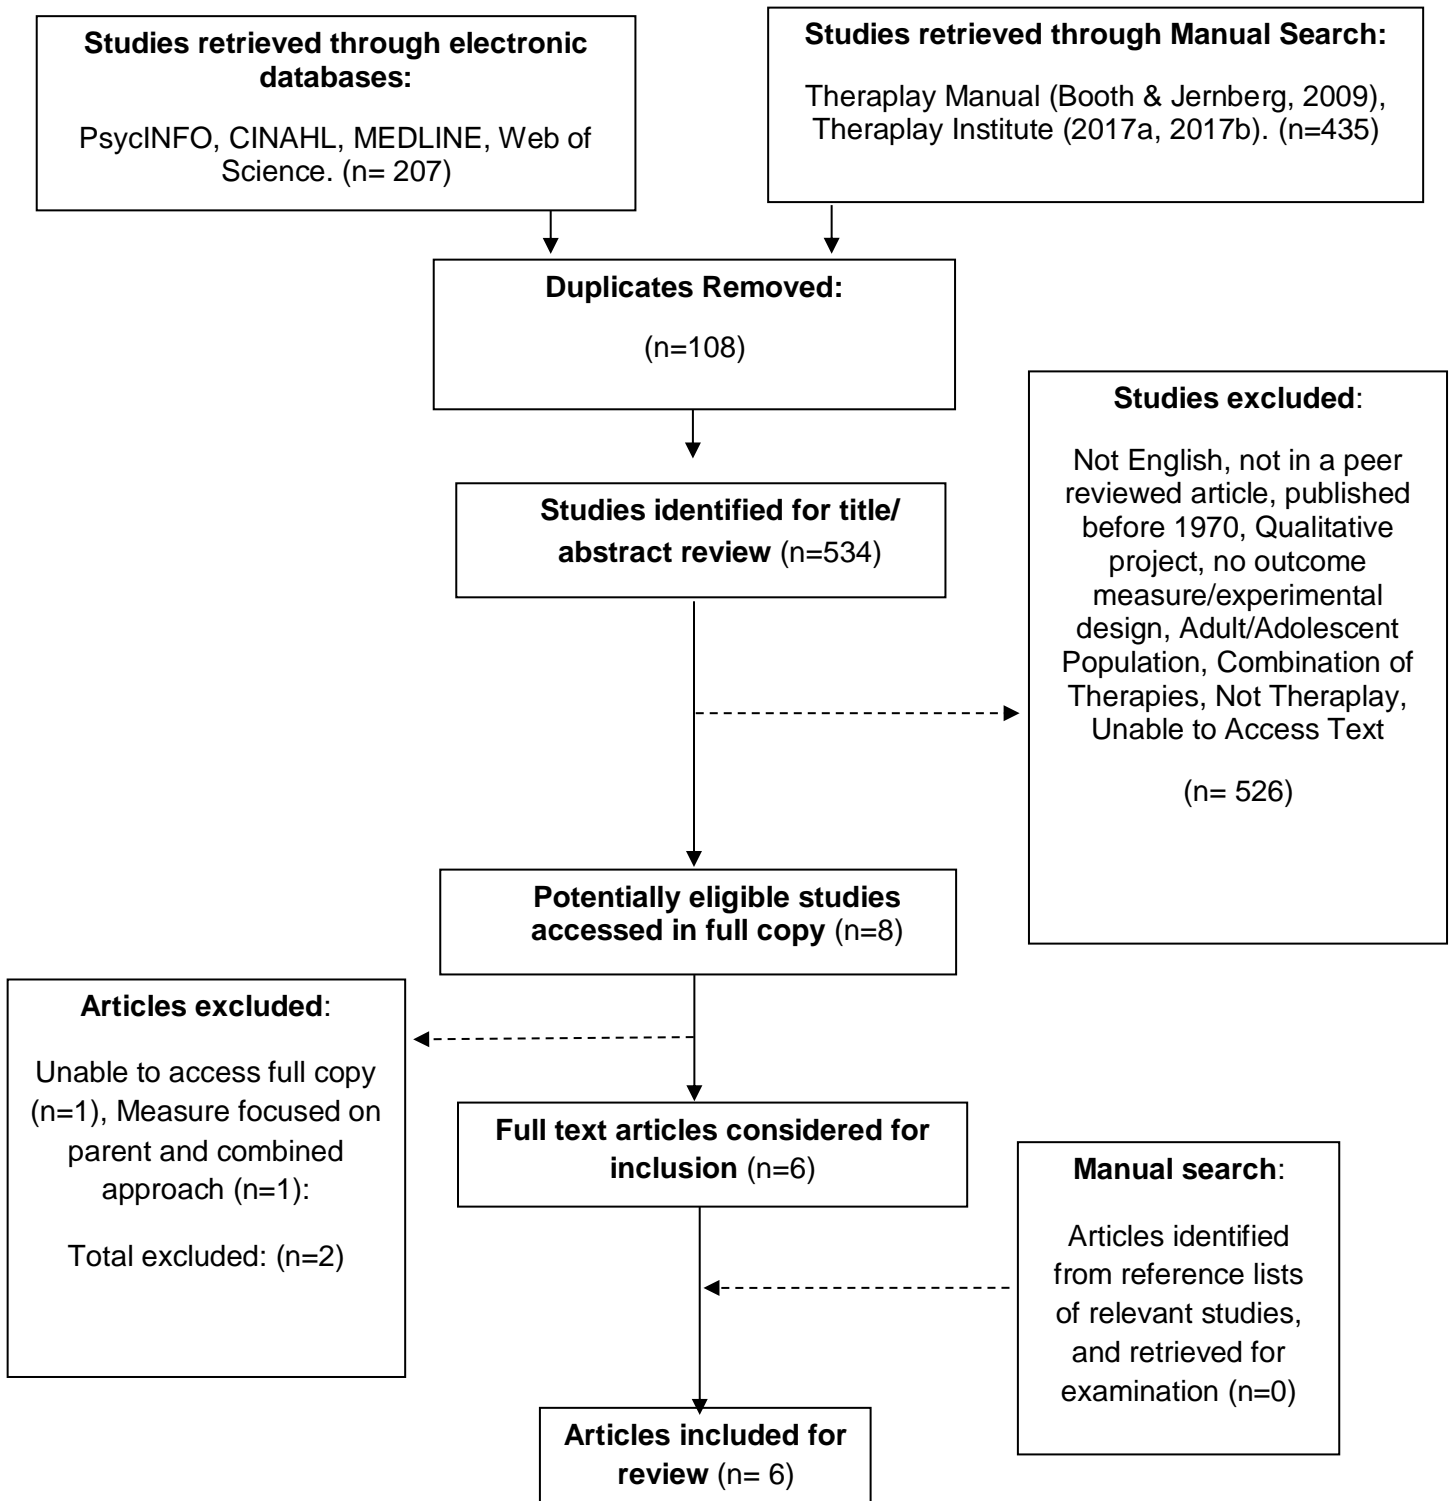 Studies retrieved through electronic
databases:
PsycINFO, CINAHL, MEDLINE, Web of
Science. (n= 207)
Studies retrieved through Manual Search:
Theraplay Manual (Booth & Jernberg, 2009),
Theraplay Institute (2017a, 2017b). (n=435)
Duplicates Removed:
(n=108)
Studies identified for title/
abstract review (n=534)
Studies excluded:
Not English, not in a peer
reviewed article, published
before 1970, Qualitative
project, no outcome
measure/experimental
design, Adult/Adolescent
Population, Combination of
Therapies, Not Theraplay,
Unable to Access Text
(n= 526)
Potentially eligible studies
accessed in full copy (n=8)
Articles excluded:
Unable to access full copy
(n=1), Measure focused on
parent and combined
approach (n=1):
Total excluded: (n=2)
Full text articles considered for
inclusion (n=6)
Manual search:
Articles identified
from reference lists
of relevant studies,
and retrieved for
examination (n=0)
Articles included for
review (n= 6)